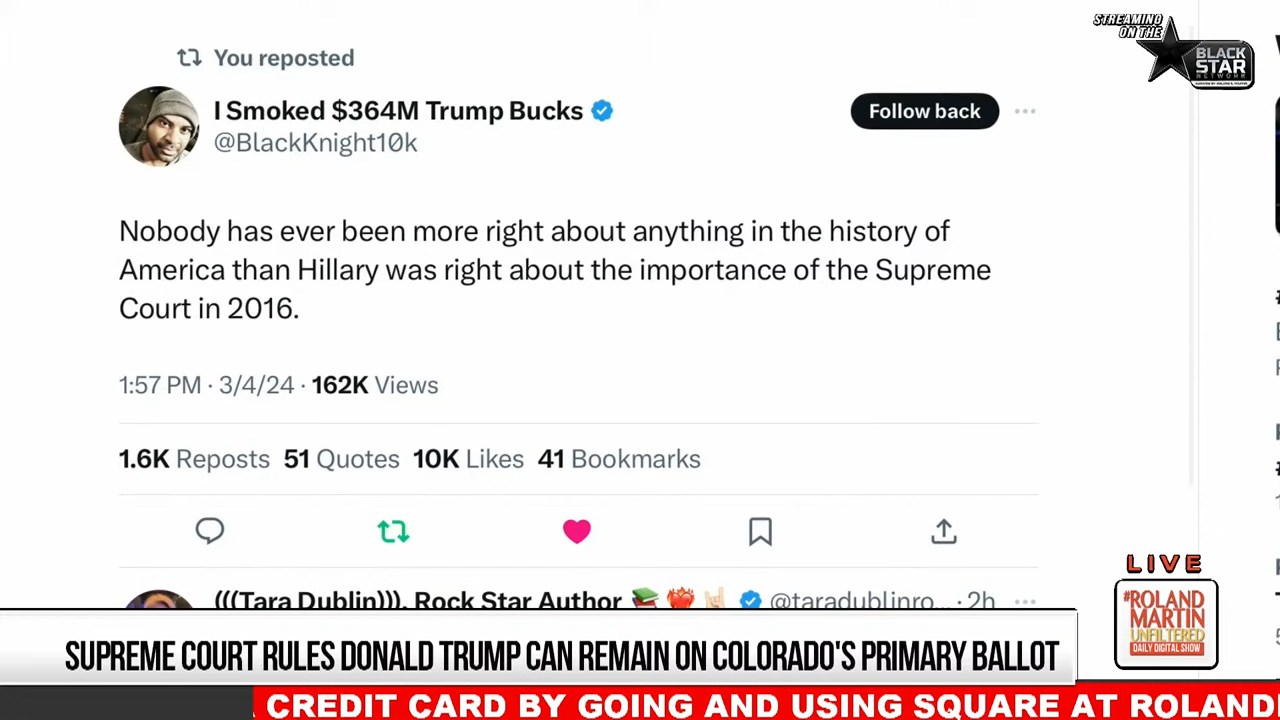 STREAMING
ON THE
BLACK
STAR
NETWORK
You reposted
I Smoked $364M Trump Bucks
Follow back
@BlackKnight10k
Nobody has ever been more right about anything in the history of
America than Hillary was right about the importance of the Supreme
Court in 2016.
1:57 PM · 3/4/24 · 162K Views
1.6K Reposts 51 Quotes 10K Likes 41 Bookmarks
(((Tara Dublin))), Rock Star Author 📚❤️‍🔥🤘🏻 @taradublinro... · 2h
LIVE
#ROLAND
MARTIN
UNFILTERED
DAILY DIGITAL SHOW
SUPREME COURT RULES DONALD TRUMP CAN REMAIN ON COLORADO'S PRIMARY BALLOT
CREDIT CARD BY GOING AND USING SQUARE AT ROLAND